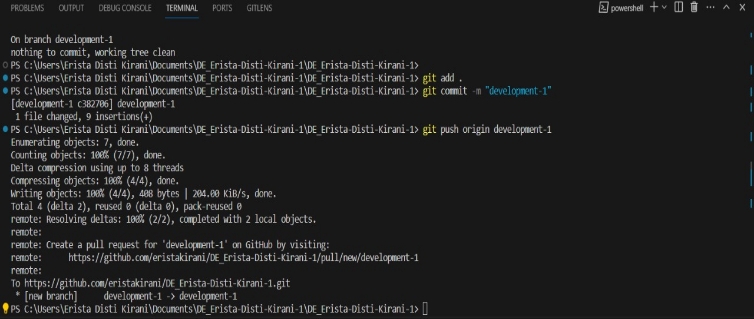 PROBLEMS OUTPUT DEBUG CONSOLE TERMINAL PORTS GITLENS powershell
On branch development-1
nothing to commit, working tree clean
PS C:\Users\Erista Disti Kirani\Documents\DE_Erista-Disti-Kirani-1\DE_Erista-Disti-Kirani-1>
PS C:\Users\Erista Disti Kirani\Documents\DE_Erista-Disti-Kirani-1\DE_Erista-Disti-Kirani-1> git add .
PS C:\Users\Erista Disti Kirani\Documents\DE_Erista-Disti-Kirani-1\DE_Erista-Disti-Kirani-1> git commit -m "development-1"
[development-1 c382706] development-1
1 file changed, 9 insertions(+)
PS C:\Users\Erista Disti Kirani\Documents\DE_Erista-Disti-Kirani-1\DE_Erista-Disti-Kirani-1> git push origin development-1
Enumerating objects: 7, done.
Counting objects: 100% (7/7), done.
Delta compression using up to 8 threads
Compressing objects: 100% (4/4), done.
Writing objects: 100% (4/4), 408 bytes | 204.00 KiB/s, done.
Total 4 (delta 2), reused 0 (delta 0), pack-reused 0
remote: Resolving deltas: 100% (2/2), completed with 2 local objects.
remote:
remote: Create a pull request for 'development-1' on GitHub by visiting:
remote: https://github.com/eristakirani/DE_Erista-Disti-Kirani-1/pull/new/development-1
remote:
To https://github.com/eristakirani/DE_Erista-Disti-Kirani-1.git
* [new branch] development-1 -> development-1
PS C:\Users\Erista Disti Kirani\Documents\DE_Erista-Disti-Kirani-1\DE_Erista-Disti-Kirani-1>